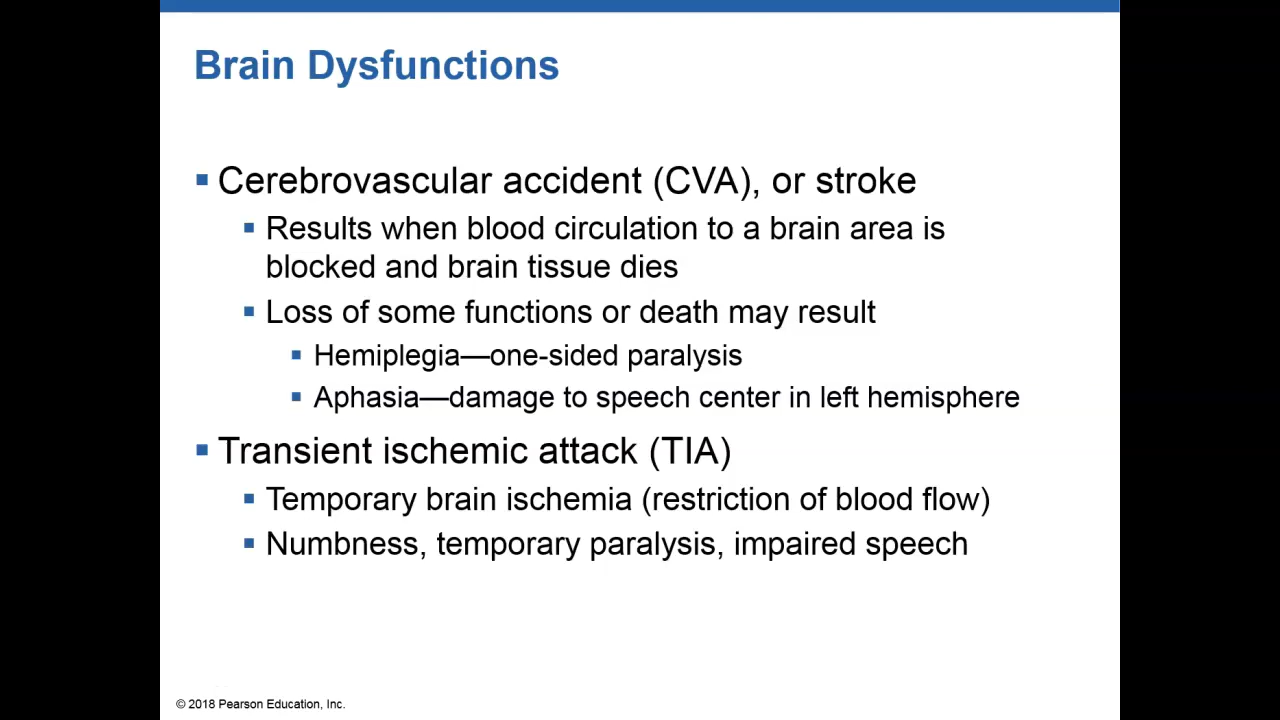 Brain Dysfunctions
▪ Cerebrovascular accident (CVA), or stroke
▪ Results when blood circulation to a brain area is
blocked and brain tissue dies
▪ Loss of some functions or death may result
▪ Hemiplegia—one-sided paralysis
▪ Aphasia—damage to speech center in left hemisphere
▪ Transient ischemic attack (TIA)
▪ Temporary brain ischemia (restriction of blood flow)
▪ Numbness, temporary paralysis, impaired speech
© 2018 Pearson Education, Inc.